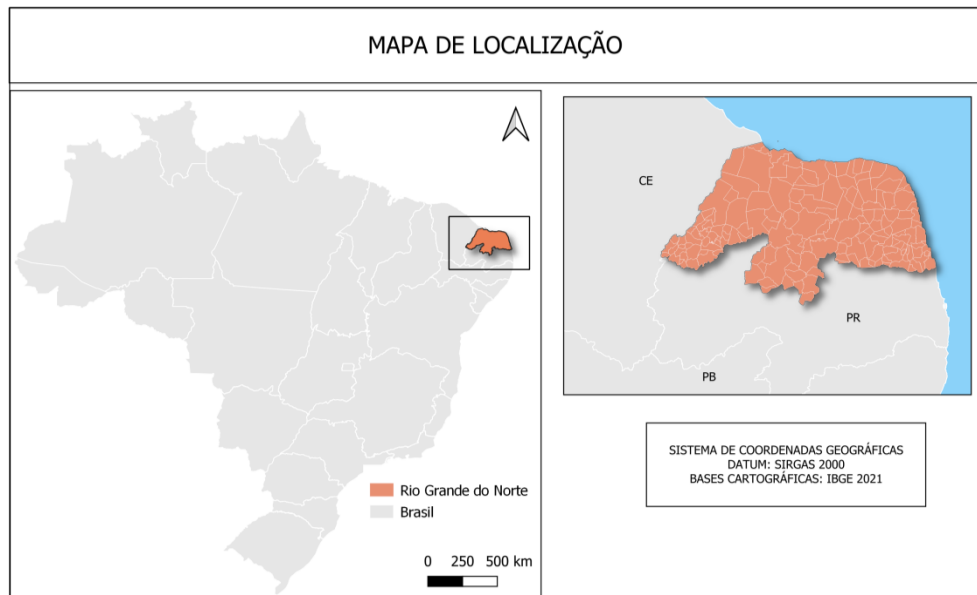 MAPA DE LOCALIZAÇÃO
CE
PR
PB
Rio Grande do Norte
Brasil
0 250 500 km
SISTEMA DE COORDENADAS GEOGRÁFICAS
DATUM: SIRGAS 2000
BASES CARTOGRÁFICAS: IBGE 2021